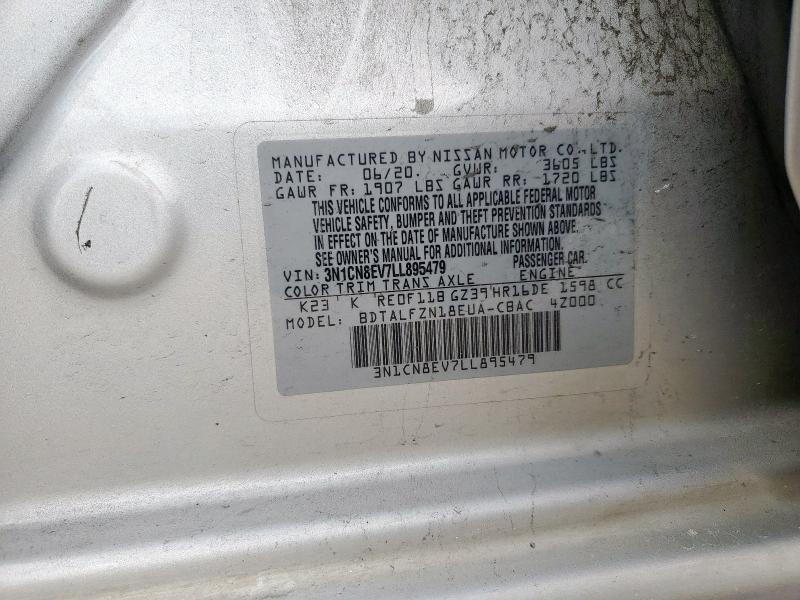 MANUFACTURED BY NISSAN MOTOR CO.,LTD.
DATE: 06/20. GVWR: 3605 LBS
GAWR FR: 1907 LBS GAWR RR: 1720 LBS
THIS VEHICLE CONFORMS TO ALL APPLICABLE FEDERAL MOTOR
VEHICLE SAFETY, BUMPER AND THEFT PREVENTION STANDARDS
IN EFFECT ON THE DATE OF MANUFACTURE SHOWN ABOVE.
SEE OWNER'S MANUAL FOR ADDITIONAL INFORMATION.
VIN: 3N1CN8EV7LL895479 PASSENGER CAR
COLOR TRIM TRANS AXLE ENGINE
K23 K RE0F11B GZ39 HR16DE 1598 CC
MODEL: BDTALFZN18EUA-CBAC 4Z000
3N1CN8EV7LL895479